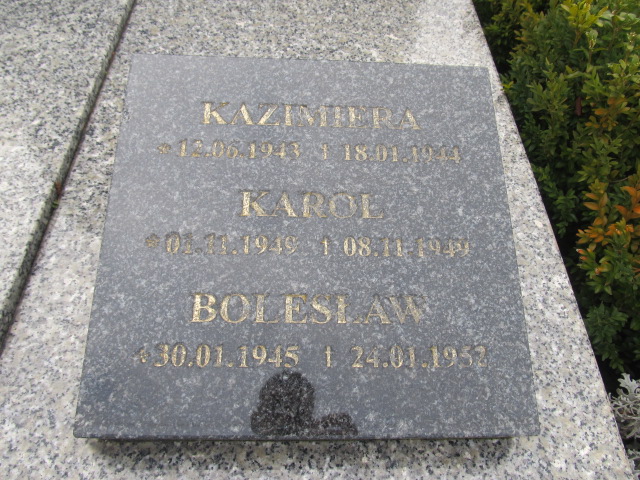 KAZIMIERA
* 12.06.1943 † 18.01.1944
KAROL
* 01.11.1949 † 08.11.1949
BOLESŁAW
* 30.01.1945 † 24.01.1952